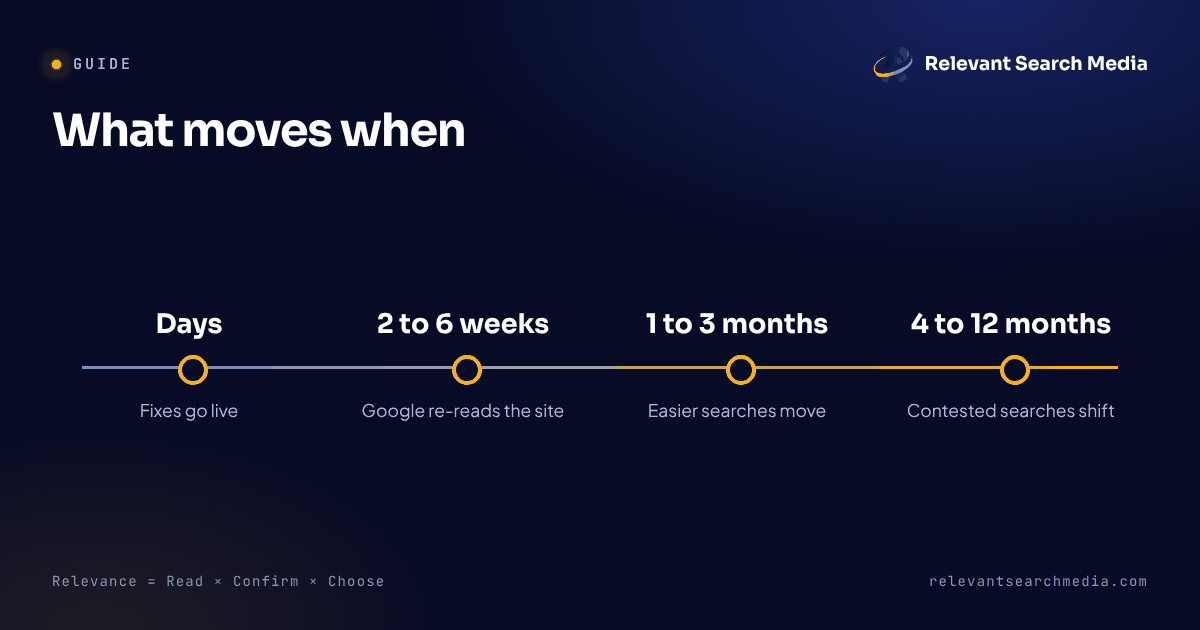 GUIDE
Relevant Search Media
What moves when
Days
2 to 6 weeks
1 to 3 months
4 to 12 months
Fixes go live
Google re-reads the site
Easier searches move
Contested searches shift
Relevance = Read × Confirm × Choose
relevantsearchmedia.com